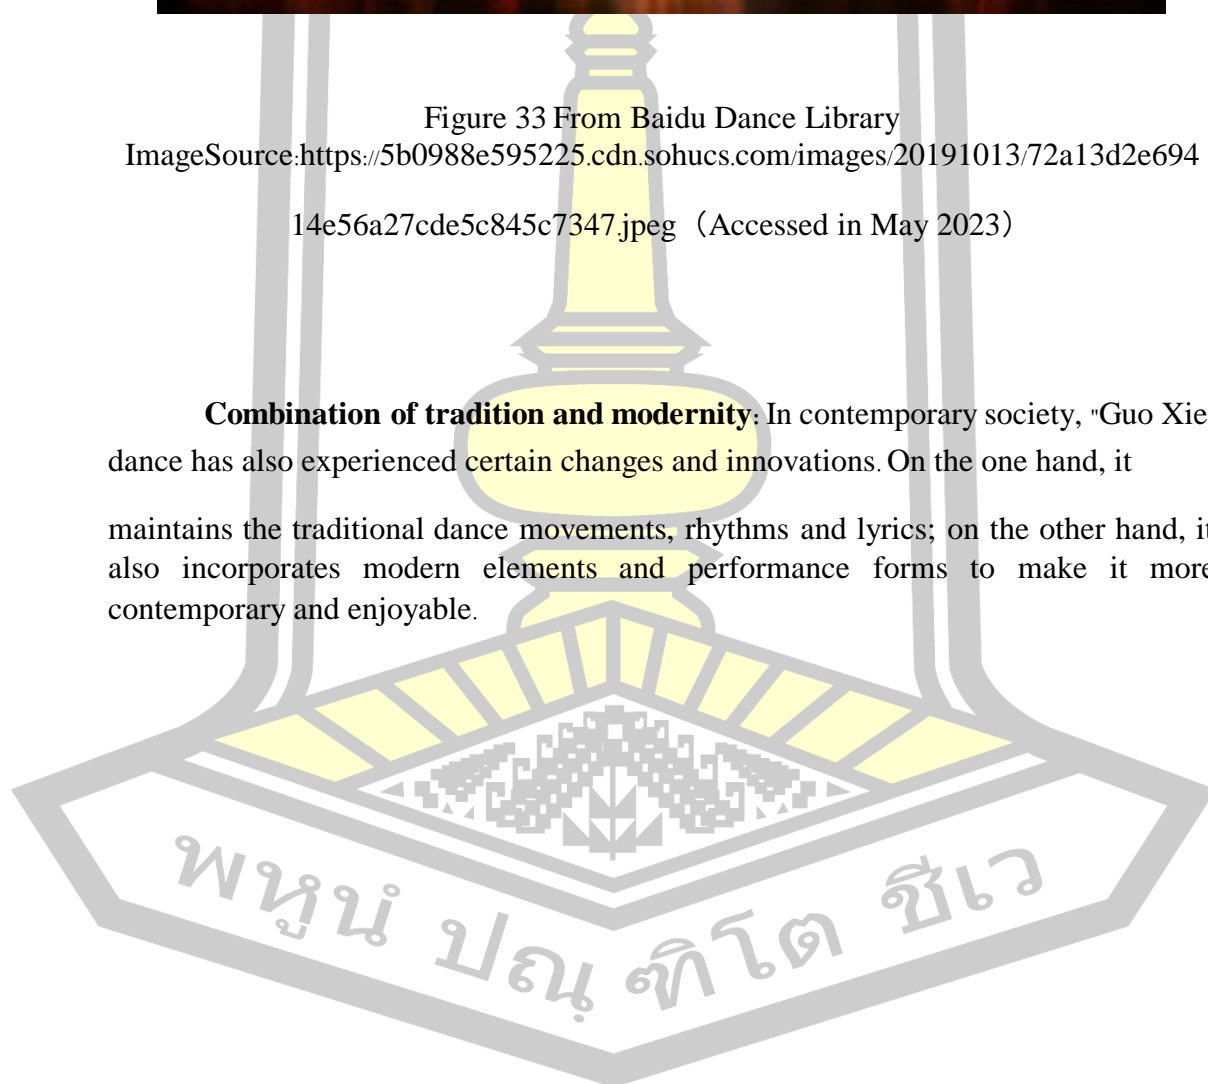 Figure 33 From Baidu Dance Library
ImageSource:https://5b0988e595225.cdn.sohucs.com/images/20191013/72a13d2e694
14e56a27cde5c845c7347.jpeg（Accessed in May 2023）
Combination of tradition and modernity: In contemporary society, "Guo Xie
dance has also experienced certain changes and innovations. On the one hand, it
maintains the traditional dance movements, rhythms and lyrics; on the other hand, it
also incorporates modern elements and performance forms to make it more
contemporary and enjoyable.
พหูนํ ปณฺฑิโต ชีเว